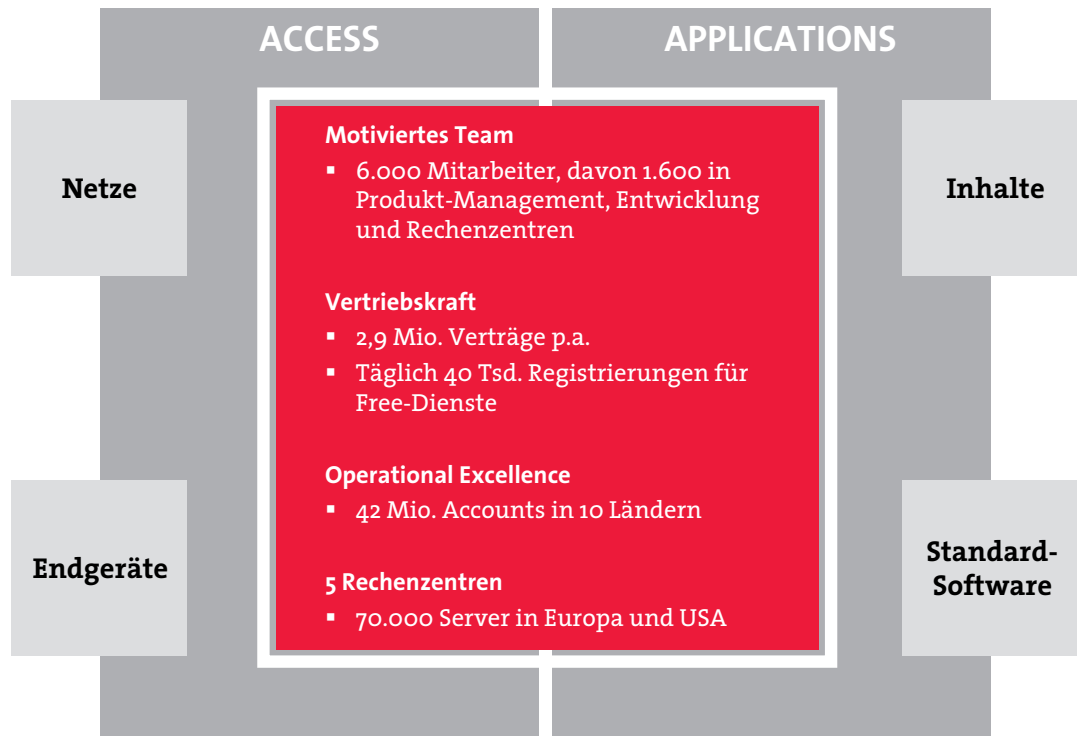 ACCESS
APPLICATIONS
Netze
Endgeräte
Motiviertes Team
▪ 6.000 Mitarbeiter, davon 1.600 in
Produkt-Management, Entwicklung
und Rechenzentren
Vertriebskraft
▪ 2,9 Mio. Verträge p.a.
▪ Täglich 40 Tsd. Registrierungen für
Free-Dienste
Operational Excellence
▪ 42 Mio. Accounts in 10 Ländern
5 Rechenzentren
▪ 70.000 Server in Europa und USA
Inhalte
Standard-
Software